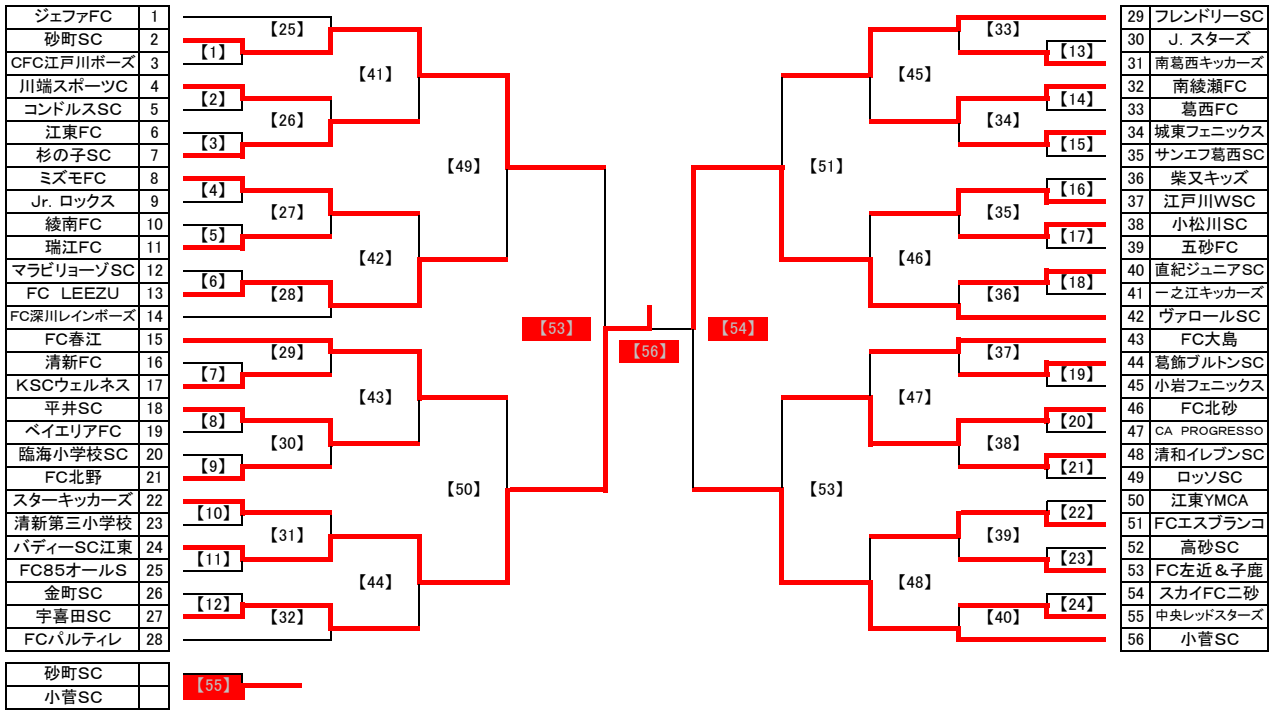 ジェファFC 1
砂町SC 2
CFC江戸川ボーズ 3
川端スポーツC 4
コンドルスSC 5
江東FC 6
杉の子SC 7
ミズモFC 8
Jr. ロックス 9
綾南FC 10
瑞江FC 11
マラビリョーゾSC 12
FC LEEZU 13
FC深川レインボーズ 14
FC春江 15
清新FC 16
KSCウェルネス 17
平井SC 18
ベイエリアFC 19
臨海小学校SC 20
FC北野 21
スターキッカーズ 22
清新第三小学校 23
バディーSC江東 24
FC85オールS 25
金町SC 26
宇喜田SC 27
FCパルティレ 28
砂町SC
小菅SC
【1】
【2】
【3】
【4】
【5】
【6】
【7】
【8】
【9】
【10】
【11】
【12】
【55】
【25】
【26】
【27】
【28】
【29】
【30】
【31】
【32】
【41】
【42】
【43】
【44】
【49】
【50】
【53】
【56】
【54】
【51】
【53】
【45】
【46】
【47】
【48】
【33】
【34】
【35】
【36】
【37】
【38】
【39】
【40】
【13】
【14】
【15】
【16】
【17】
【18】
【19】
【20】
【21】
【22】
【23】
【24】
29 フレンドリーSC
30 J. スターズ
31 南葛西キッカーズ
32 南綾瀬FC
33 葛西FC
34 城東フェニックス
35 サンエフ葛西SC
36 柴又キッズ
37 江戸川WSC
38 小松川SC
39 五砂FC
40 直紀ジュニアSC
41 一之江キッカーズ
42 ヴァロールSC
43 FC大島
44 葛飾ブルトンSC
45 小岩フェニックス
46 FC北砂
47 CA PROGRESSO
48 清和イレブンSC
49 ロッソSC
50 江東YMCA
51 FCエスブランコ
52 高砂SC
53 FC左近＆子鹿
54 スカイFC二砂
55 中央レッドスターズ
56 小菅SC